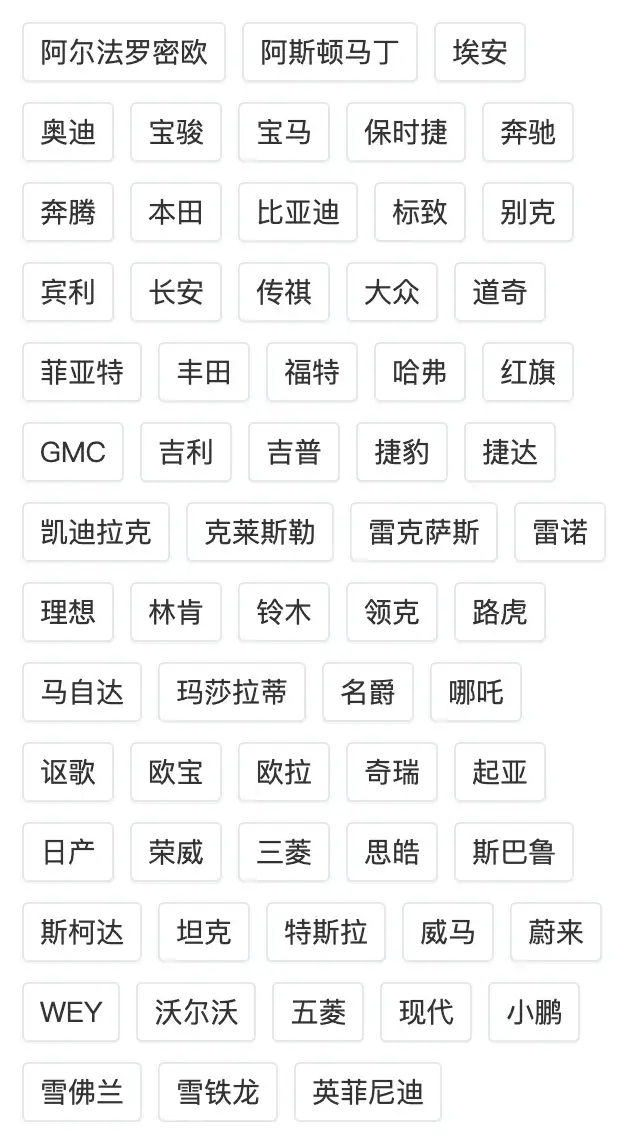 阿尔法罗密欧 阿斯顿马丁 埃安
奥迪 宝骏 宝马 保时捷 奔驰
奔腾 本田 比亚迪 标致 别克
宾利 长安 传祺 大众 道奇
菲亚特 丰田 福特 哈弗 红旗
GMC 吉利 吉普 捷豹 捷达
凯迪拉克 克莱斯勒 雷克萨斯 雷诺
理想 林肯 铃木 领克 路虎
马自达 玛莎拉蒂 名爵 哪吒
讴歌 欧宝 欧拉 奇瑞 起亚
日产 荣威 三菱 思皓 斯巴鲁
斯柯达 坦克 特斯拉 威马 蔚来
WEY 沃尔沃 五菱 现代 小鹏
雪佛兰 雪铁龙 英菲尼迪